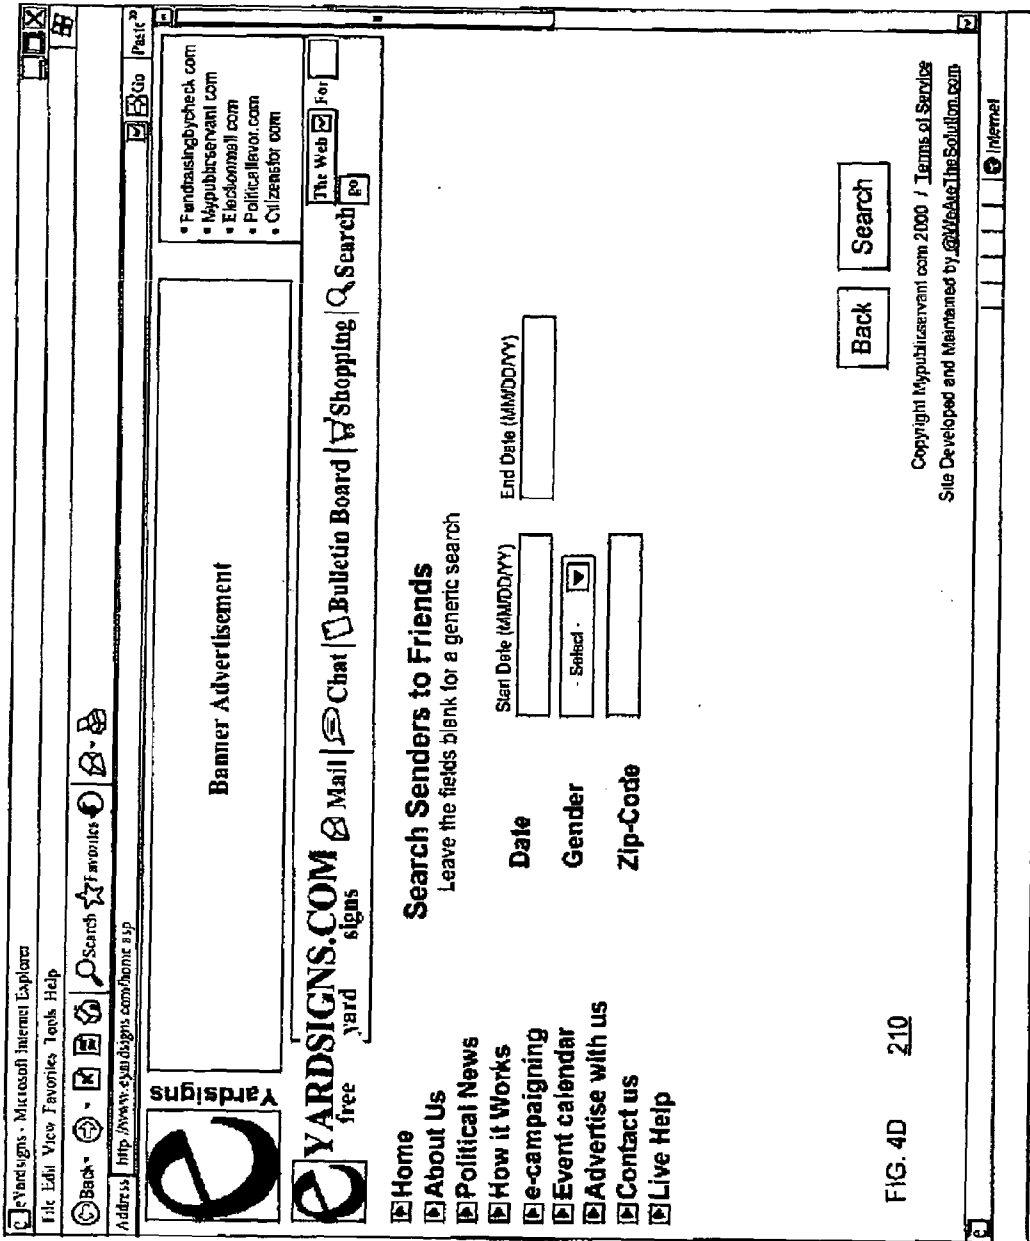 eYardsigns - Microsoft Internet Explorer
File Edit View Favorites Tools Help
Back Search Favorites
Address http://www.eyardsigns.com/home.asp Go Paste »
Yardsigns
Banner Advertisement
• Fundraisingbycheck com
• Mypublicservant com
• Electionmall com
• Politicalflavor.com
• Citizensfor com
e YARDSIGNS.COM Mail | Chat | Bulletin Board | Shopping | Search The Web For
free yard signs go
Home
About Us
Political News
How it Works
e-campaigning
Event calendar
Advertise with us
Contact us
Live Help
Search Senders to Friends
Leave the fields blank for a generic search
Start Date (MM/DD/YY) End Date (MM/DD/YY)
Date
Gender - Select -
Zip-Code
Back Search
Copyright Mypublicservant com 2000 / Terms of Service
Site Developed and Maintained by @WeAreTheSolution.com
Internet
FIG. 4D 210